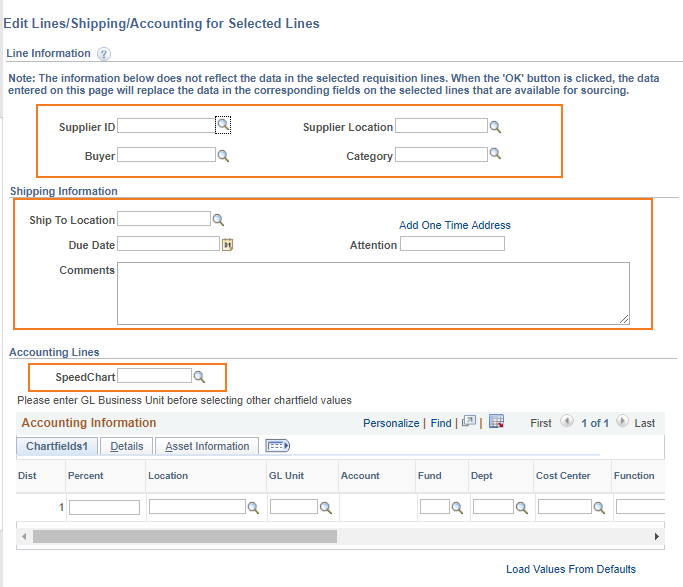 Edit Lines/Shipping/Accounting for Selected Lines
Line Information ?
Note: The information below does not reflect the data in the selected requisition lines. When the 'OK' button is clicked, the data
entered on this page will replace the data in the corresponding fields on the selected lines that are available for sourcing.
Supplier ID Supplier Location
Buyer Category
Shipping Information
Ship To Location Add One Time Address
Due Date 31 Attention
Comments
Accounting Lines
SpeedChart
Please enter GL Business Unit before selecting other chartfield values
Accounting Information Personalize | Find | | First 1 of 1 Last
Chartfields1 Details Asset Information
Dist Percent Location GL Unit Account Fund Dept Cost Center Function
1
Load Values From Defaults